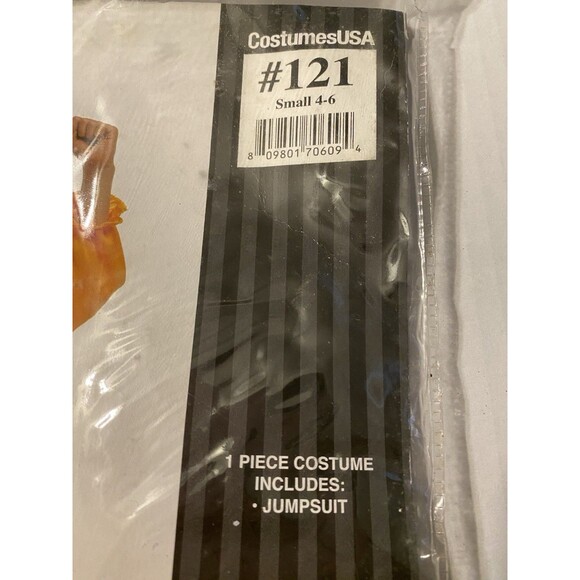 CostumesUSA
#121
Small 4-6
8 09801 70609 4
1 PIECE COSTUME
INCLUDES:
• JUMPSUIT